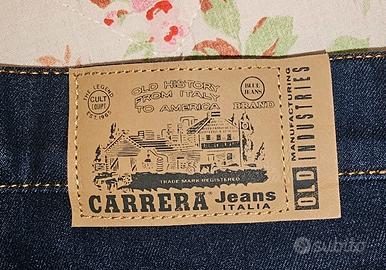 THE LEGEND
CULT
EQUIPE
EST. 1965
OLD HISTORY
FROM ITALY
TO AMERICA
BLUE
JEANS
BRAND
TRADE MARK REGISTERED
CARRERA Jeans
ITALIA
OLD INDUSTRIES
MANUFACTURING
subito